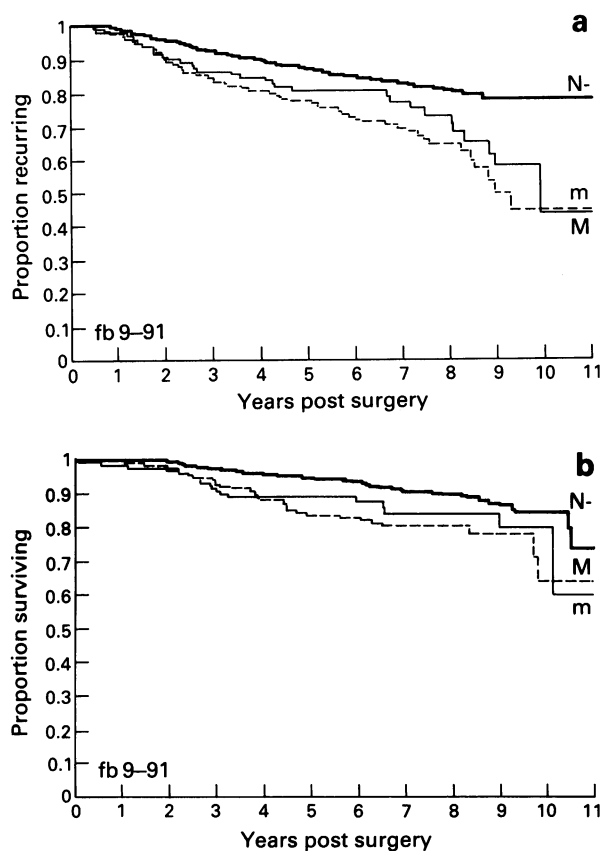 a
Proportion recurring
1
0.9
0.8
0.7
0.6
0.5
0.4
0.3
0.2
0.1
0
N-
m
M
fb 9–91
0 1 2 3 4 5 6 7 8 9 10 11
Years post surgery
b
Proportion surviving
1
0.9
0.8
0.7
0.6
0.5
0.4
0.3
0.2
0.1
0
N-
M
m
fb 9–91
0 1 2 3 4 5 6 7 8 9 10 11
Years post surgery